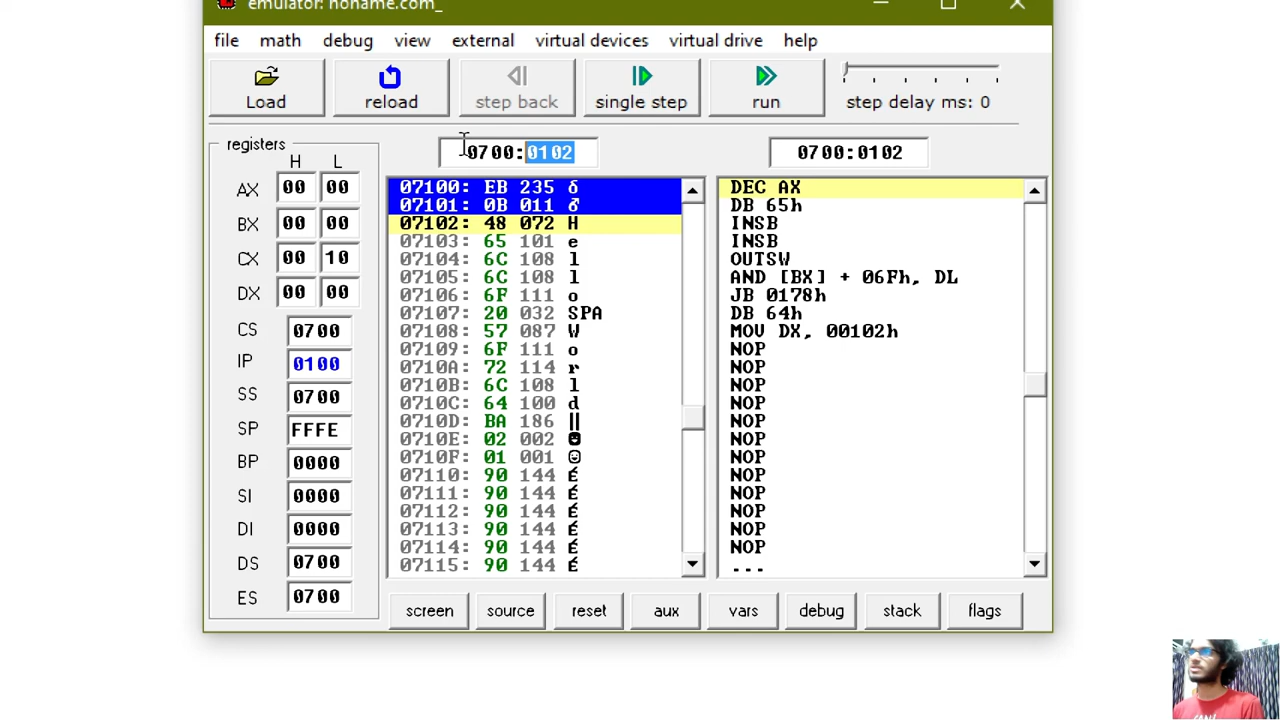 emulator: noname.com_
file math debug view external virtual devices virtual drive help
Load reload step back single step run step delay ms: 0
registers 0700:0102 0700:0102
H L
AX 00 00
BX 00 00
CX 00 10
DX 00 00
CS 0700
IP 0100
SS 0700
SP FFFE
BP 0000
SI 0000
DI 0000
DS 0700
ES 0700
07100: EB 235 δ
07101: 0B 011 ♂
07102: 48 072 H
07103: 65 101 e
07104: 6C 108 l
07105: 6C 108 l
07106: 6F 111 o
07107: 20 032 SPA
07108: 57 087 W
07109: 6F 111 o
0710A: 72 114 r
0710B: 6C 108 l
0710C: 64 100 d
0710D: BA 186 ║
0710E: 02 002 ☻
0710F: 01 001 ☺
07110: 90 144 É
07111: 90 144 É
07112: 90 144 É
07113: 90 144 É
07114: 90 144 É
07115: 90 144 É
DEC AX
DB 65h
INSB
INSB
OUTSW
AND [BX] + 06Fh, DL
JB 0178h
DB 64h
MOV DX, 00102h
NOP
NOP
NOP
NOP
NOP
NOP
NOP
NOP
NOP
NOP
NOP
NOP
...
screen source reset aux vars debug stack flags